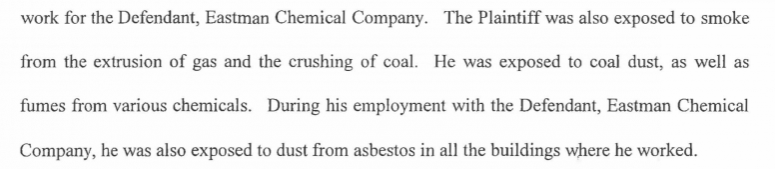 work for the Defendant, Eastman Chemical Company. The Plaintiff was also exposed to smoke
from the extrusion of gas and the crushing of coal. He was exposed to coal dust, as well as
fumes from various chemicals. During his employment with the Defendant, Eastman Chemical
Company, he was also exposed to dust from asbestos in all the buildings where he worked.